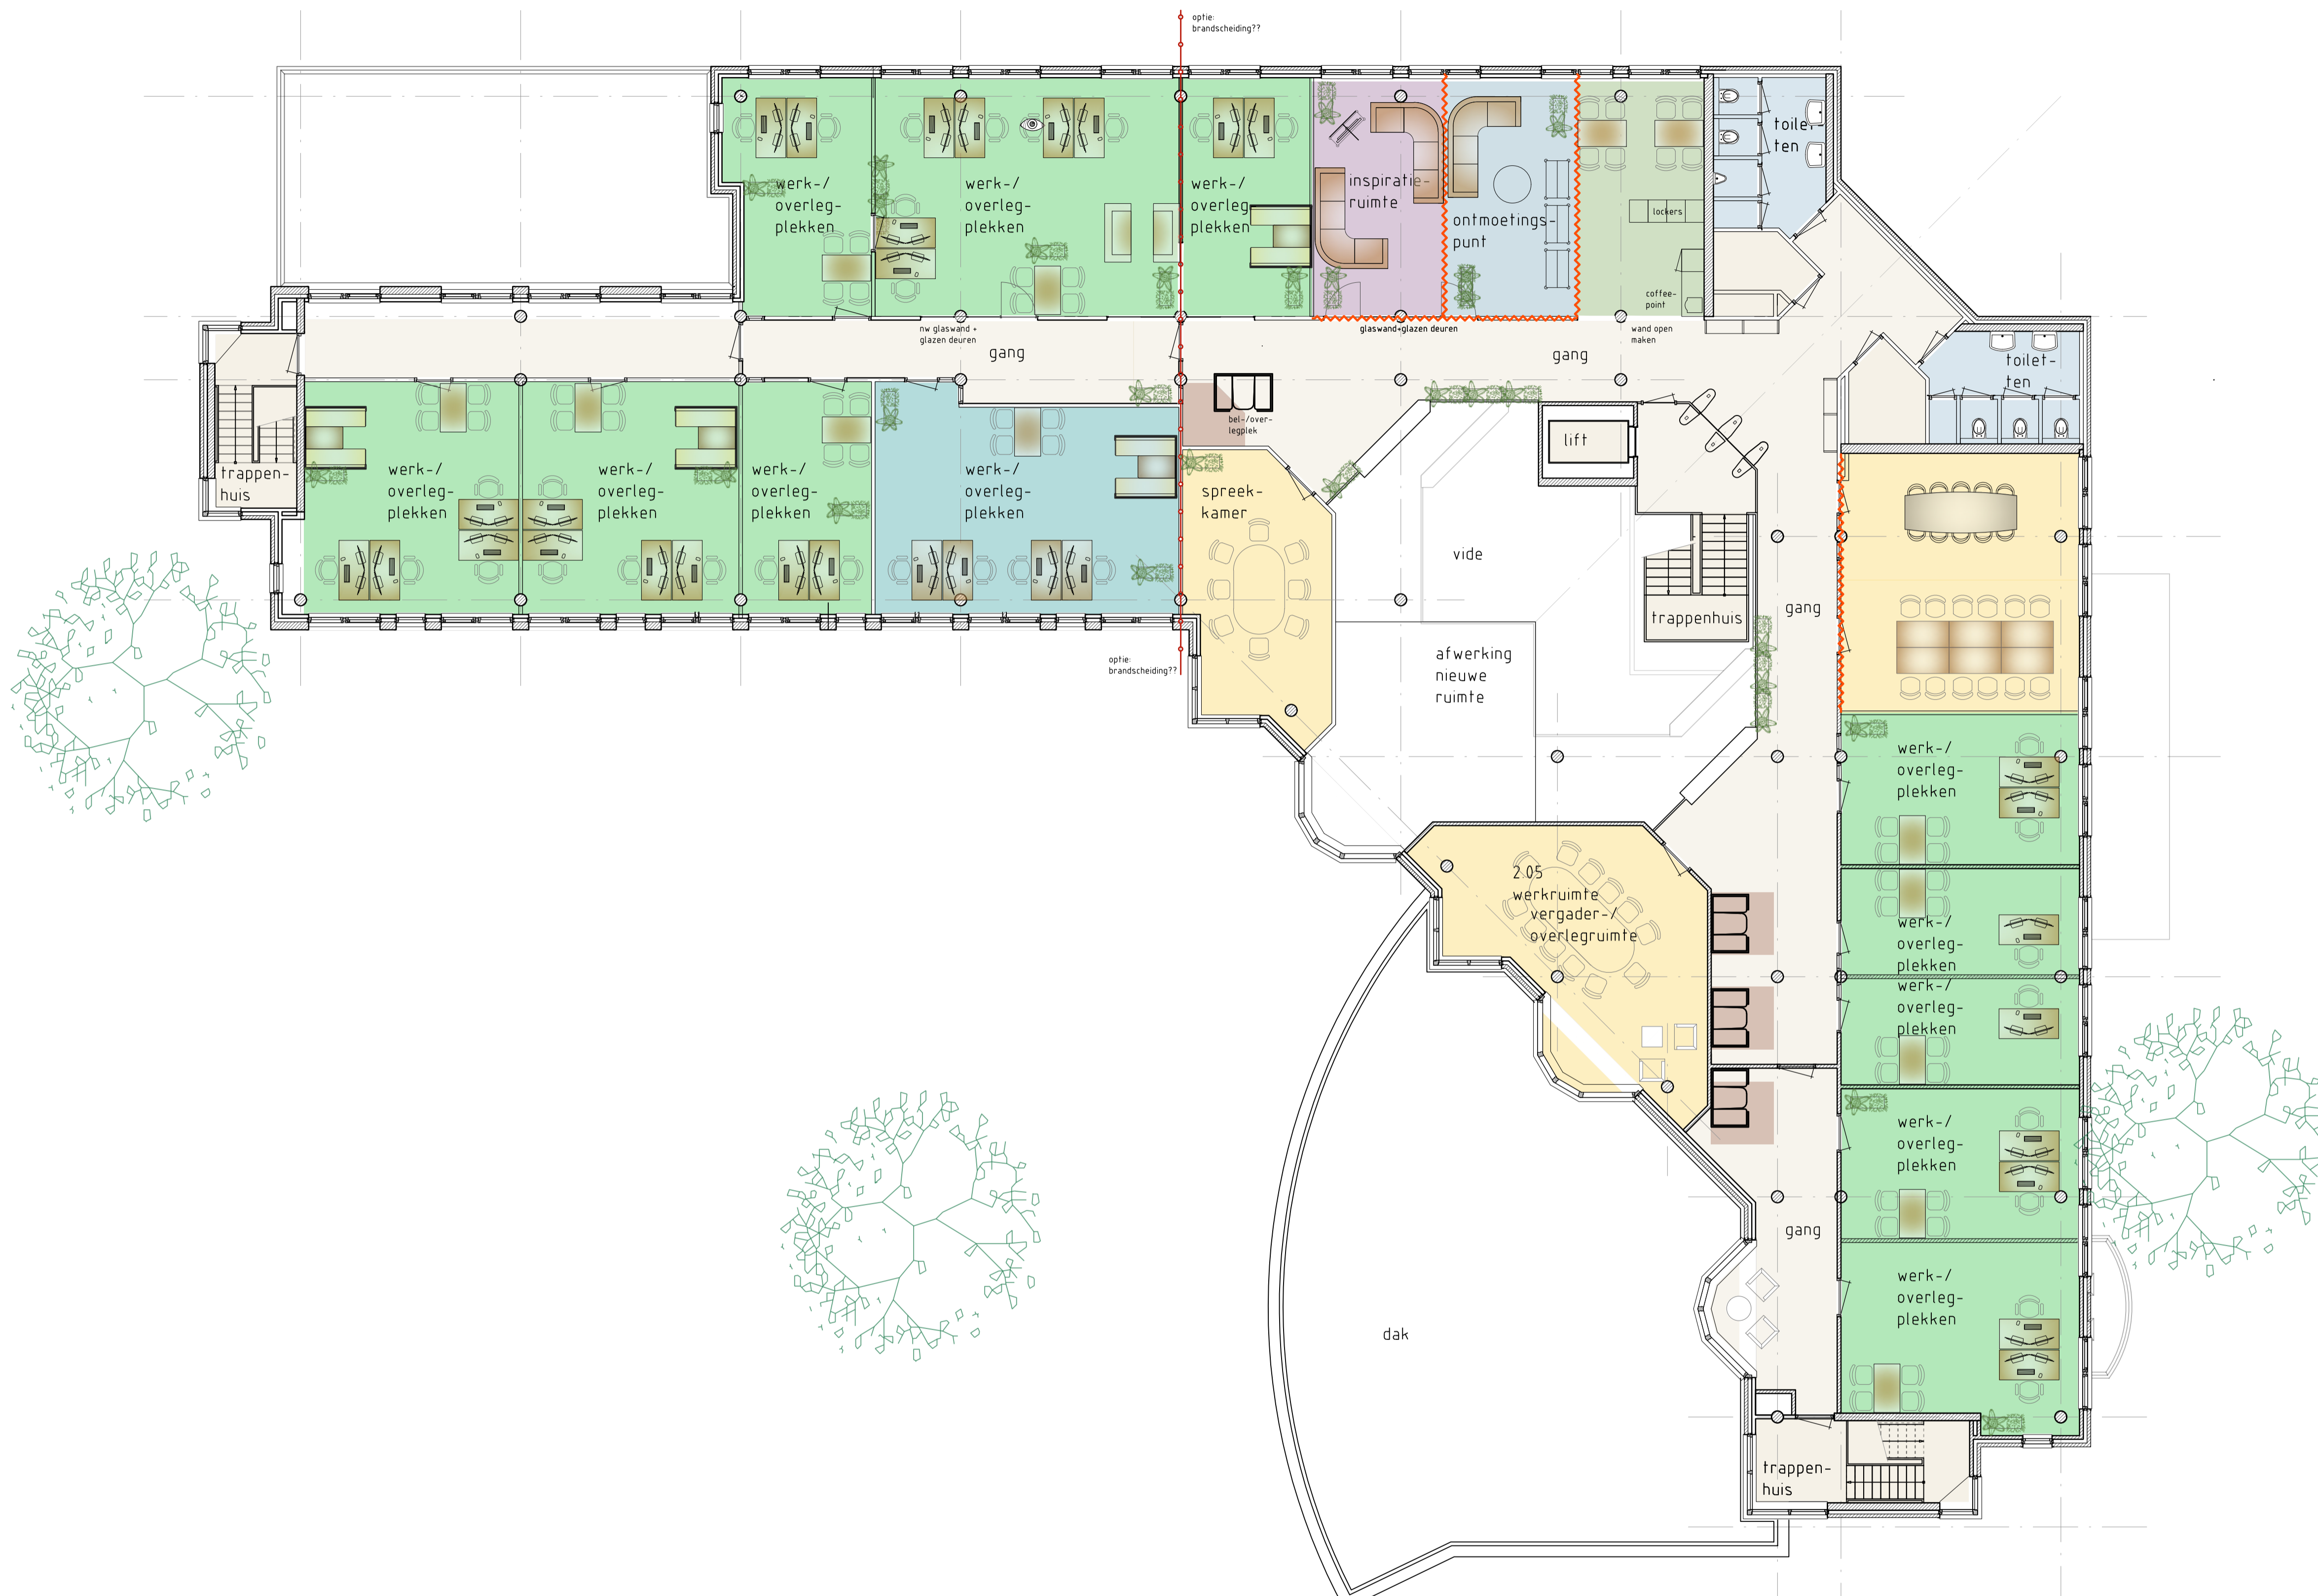 optie:
brandscheiding??
werk-/
overleg-
plekken
werk-/
overleg-
plekken
werk-/
overleg-
plekken
inspiratie-
ruimte
ontmoetings-
punt
lockers
coffee-
point
toilet-
ten
nw glaswand +
glazen deuren
gang
glaswand+glazen deuren
gang
wand open
maken
toilet-
ten
trappen-
huis
werk-/
overleg-
plekken
werk-/
overleg-
plekken
werk-/
overleg-
plekken
werk-/
overleg-
plekken
bel-/over-
legplek
spreek-
kamer
lift
vide
trappenhuis
gang
optie:
brandscheiding??
afwerking
nieuwe
ruimte
werk-/
overleg-
plekken
2.05
werkruimte
vergader-/
overlegruimte
werk-/
overleg-
plekken
werk-/
overleg-
plekken
werk-/
overleg-
plekken
gang
werk-/
overleg-
plekken
dak
trappen-
huis